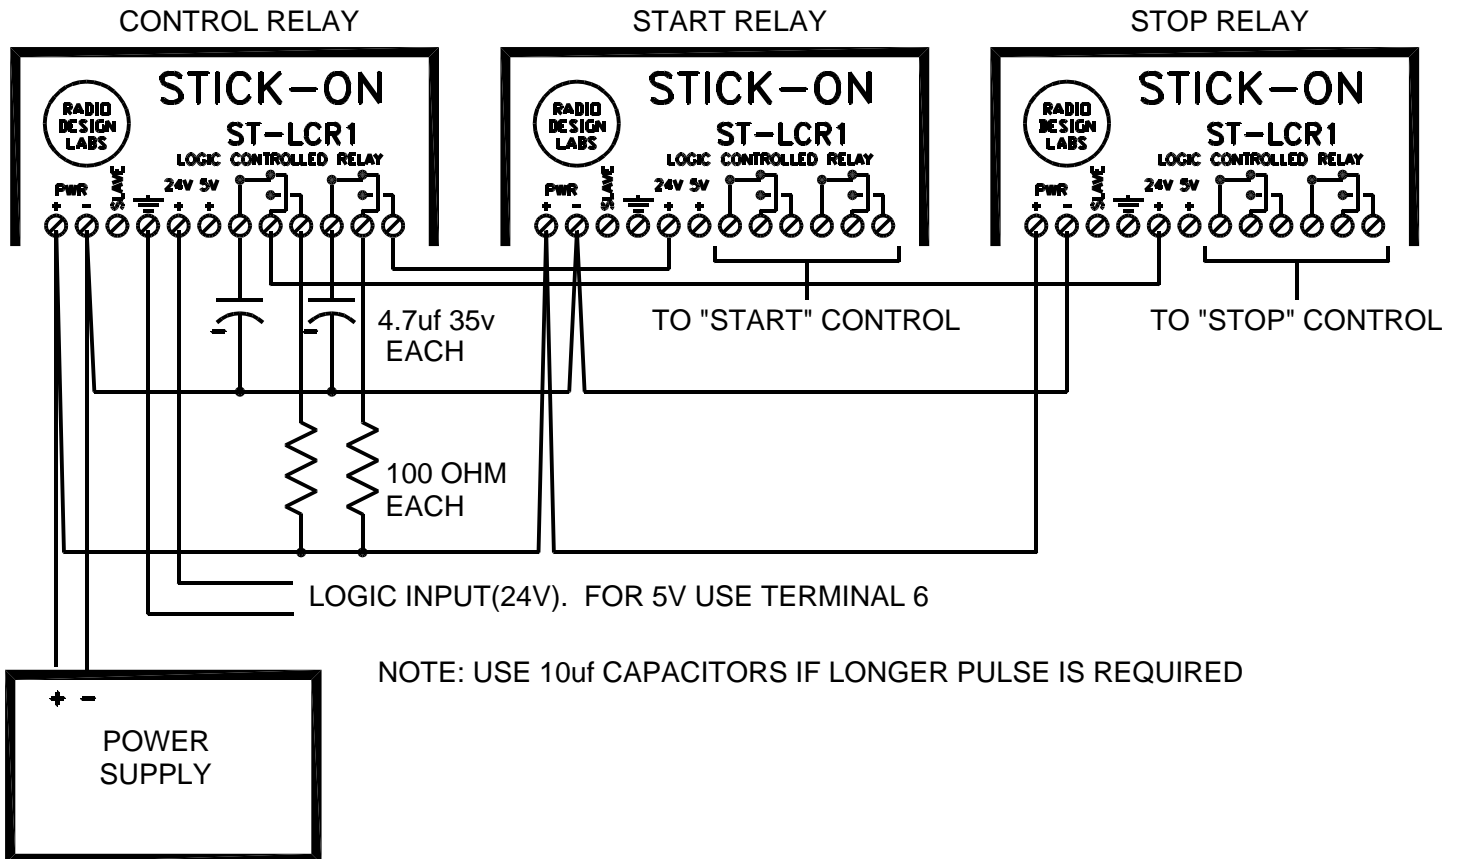 CONTROL RELAY
START RELAY
STOP RELAY
RADIO
DESIGN
LABS
STICK-ON
ST-LCR1
LOGIC CONTROLLED RELAY
PWR
SLAVE
24V 5V
+ - + +
RADIO
DESIGN
LABS
STICK-ON
ST-LCR1
LOGIC CONTROLLED RELAY
PWR
SLAVE
24V 5V
+ - + +
RADIO
DESIGN
LABS
STICK-ON
ST-LCR1
LOGIC CONTROLLED RELAY
PWR
SLAVE
24V 5V
+ - + +
- -
4.7uf 35v
EACH
TO "START" CONTROL
TO "STOP" CONTROL
100 OHM
EACH
LOGIC INPUT(24V). FOR 5V USE TERMINAL 6
NOTE: USE 10uf CAPACITORS IF LONGER PULSE IS REQUIRED
+ -
POWER
SUPPLY